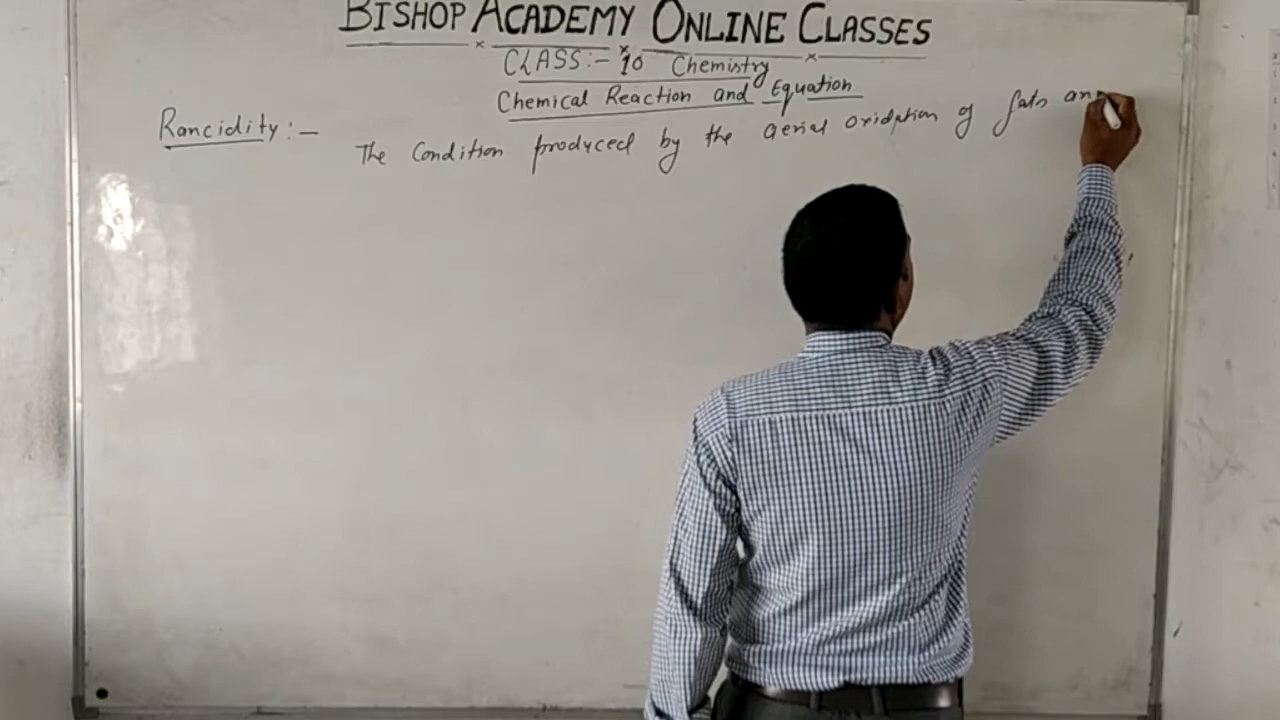 BISHOP ACADEMY ONLINE CLASSES
CLASS:- 10 Chemistry
Chemical Reaction and Equation
Rancidity:-
The Condition produced by the aerial oxidation of fats an